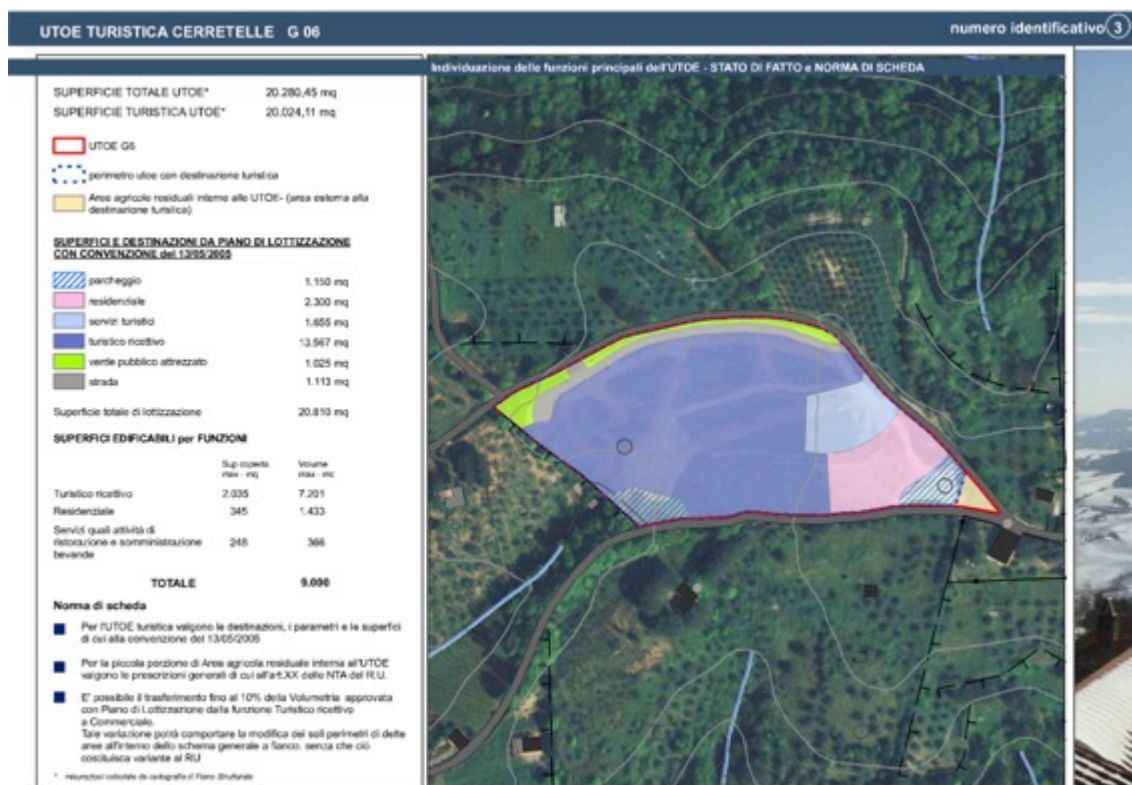 UTOE TURISTICA CERRETELLE G 06
numero identificativo 3
Individuazione delle funzioni principali dell'UTOE - STATO DI FATTO e NORMA DI SCHEDA
SUPERFICIE TOTALE UTOE* 20.280,45 mq
SUPERFICIE TURISTICA UTOE* 20.024,11 mq
UTOE G6
perimetro utoe con destinazione turistica
Aree agricole residuali interne alle UTOE- (area esterna alla
destinazione turistica)
SUPERFICI E DESTINAZIONI DA PIANO DI LOTTIZZAZIONE
CON CONVENZIONE del 13/05/2005
parcheggio 1.150 mq
residenziale 2.300 mq
servizi turistici 1.655 mq
turistico ricettivo 13.567 mq
verde pubblico attrezzato 1.025 mq
strada 1.113 mq
Superficie totale di lottizzazione 20.810 mq
SUPERFICI EDIFICABILI per FUNZIONI
Sup coperta Volume
max - mq max - mc
Turistico ricettivo 2.035 7.201
Residenziale 345 1.433
Servizi quali attività di
ristorazione e somministrazione 248 366
bevande
TOTALE 9.000
Norma di scheda
Per l'UTOE turistica valgono le destinazioni, i parametri e le superfici
di cui alla convenzione del 13/05/2005
Per la piccola porzione di Area agricola residuale interna all'UTOE
valgono le prescrizioni generali di cui all'art.XX delle NTA del R.U.
E' possibile il trasferimento fino al 10% della Volumetria approvata
con Piano di Lottizzazione dalla funzione Turistico ricettivo
a Commerciale.
Tale variazione potrà comportare la modifica dei soli perimetri di dette
aree all'interno dello schema generale a fianco, senza che ciò
costituisca variante al RU
* misurazioni calcolate da cartografia di Piano Strutturale